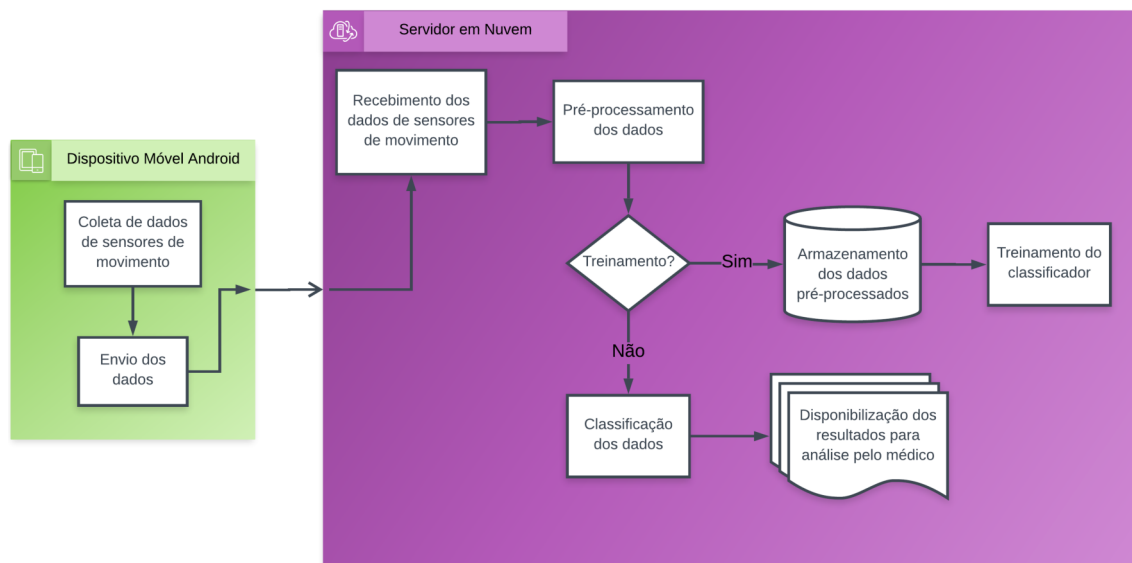 Servidor em Nuvem
Dispositivo Móvel Android
Coleta de dados
de sensores de
movimento
Envio dos
dados
Recebimento dos
dados de sensores
de movimento
Pré-processamento
dos dados
Treinamento?
Sim
Armazenamento
dos dados
pré-processados
Treinamento do
classificador
Não
Classificação
dos dados
Disponibilização dos
resultados para
análise pelo médico